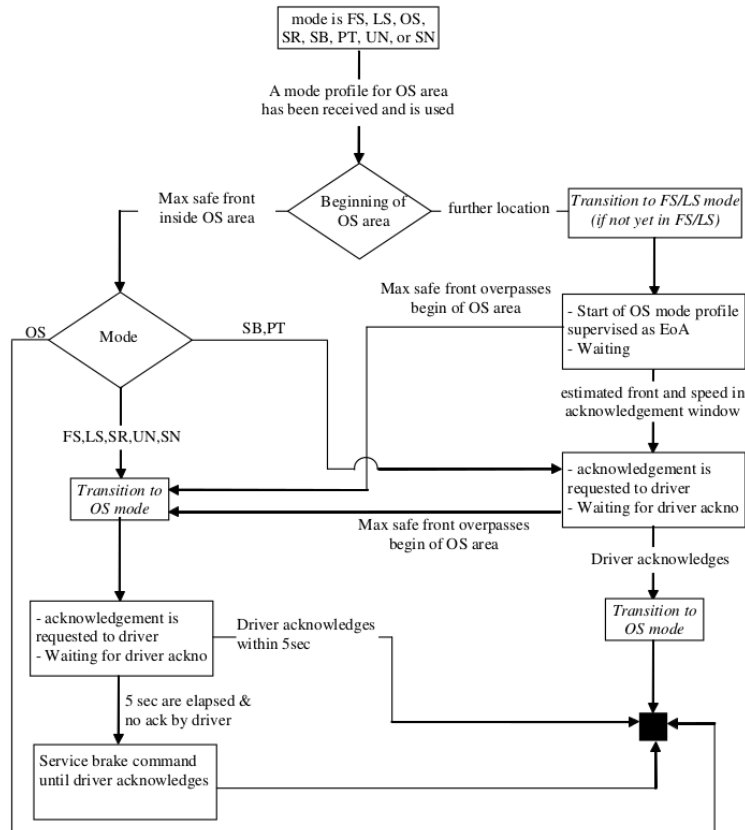 mode is FS, LS, OS,
SR, SB, PT, UN, or SN
A mode profile for OS area
has been received and is used
Beginning of
OS area
Max safe front
inside OS area
further location
Transition to FS/LS mode
(if not yet in FS/LS)
Max safe front overpasses
begin of OS area
- Start of OS mode profile
supervised as EoA
- Waiting
OS
Mode
SB,PT
estimated front and speed in
acknowledgement window
FS,LS,SR,UN,SN
- acknowledgement is
requested to driver
- Waiting for driver ackno
Transition to
OS mode
Max safe front overpasses
begin of OS area
Driver acknowledges
Transition to
OS mode
- acknowledgement is
requested to driver
- Waiting for driver ackno
Driver acknowledges
within 5sec
5 sec are elapsed &
no ack by driver
Service brake command
until driver acknowledges